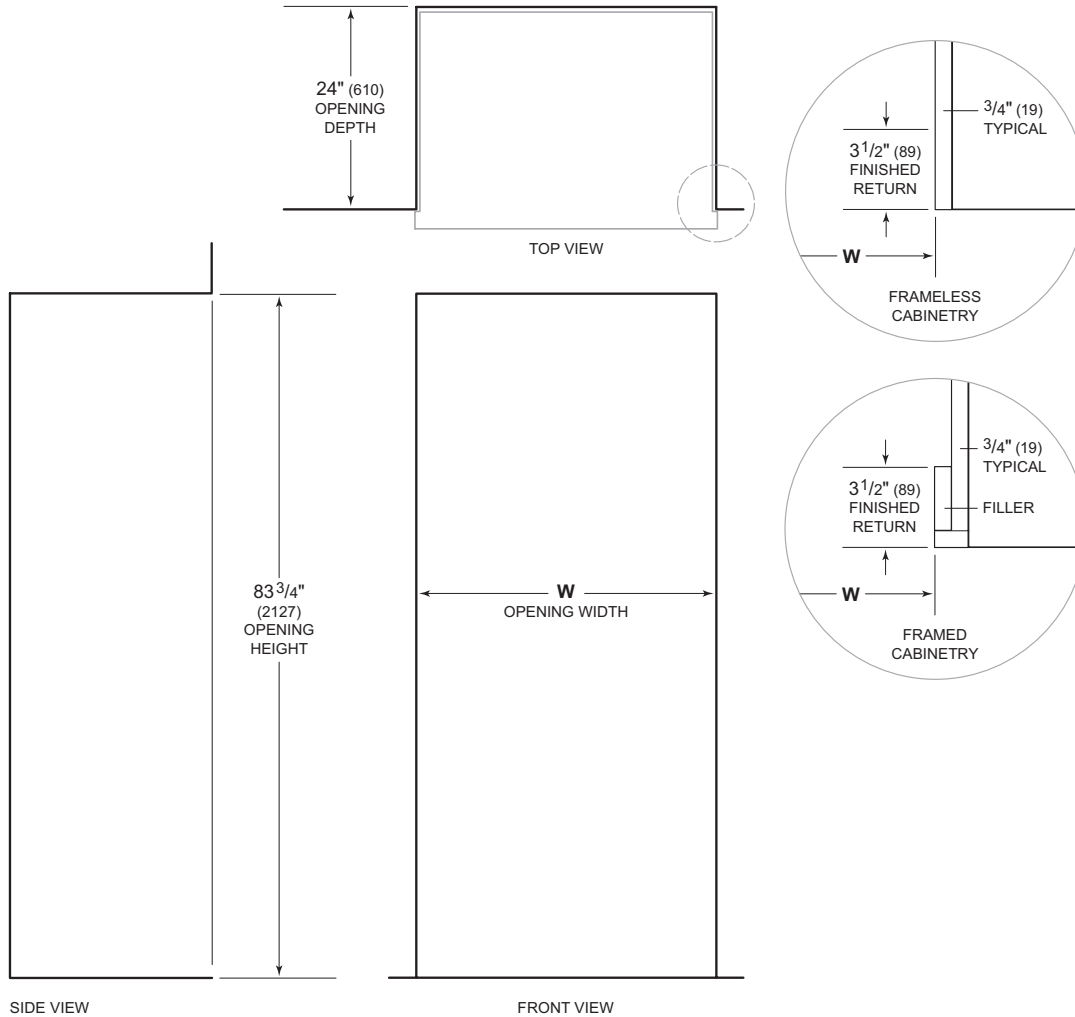 24" (610)
OPENING
DEPTH
TOP VIEW
3/4" (19)
TYPICAL
3 1/2" (89)
FINISHED
RETURN
W
FRAMELESS
CABINETRY
3/4" (19)
TYPICAL
3 1/2" (89)
FINISHED
RETURN
FILLER
W
FRAMED
CABINETRY
83 3/4"
(2127)
OPENING
HEIGHT
W
OPENING WIDTH
SIDE VIEW
FRONT VIEW